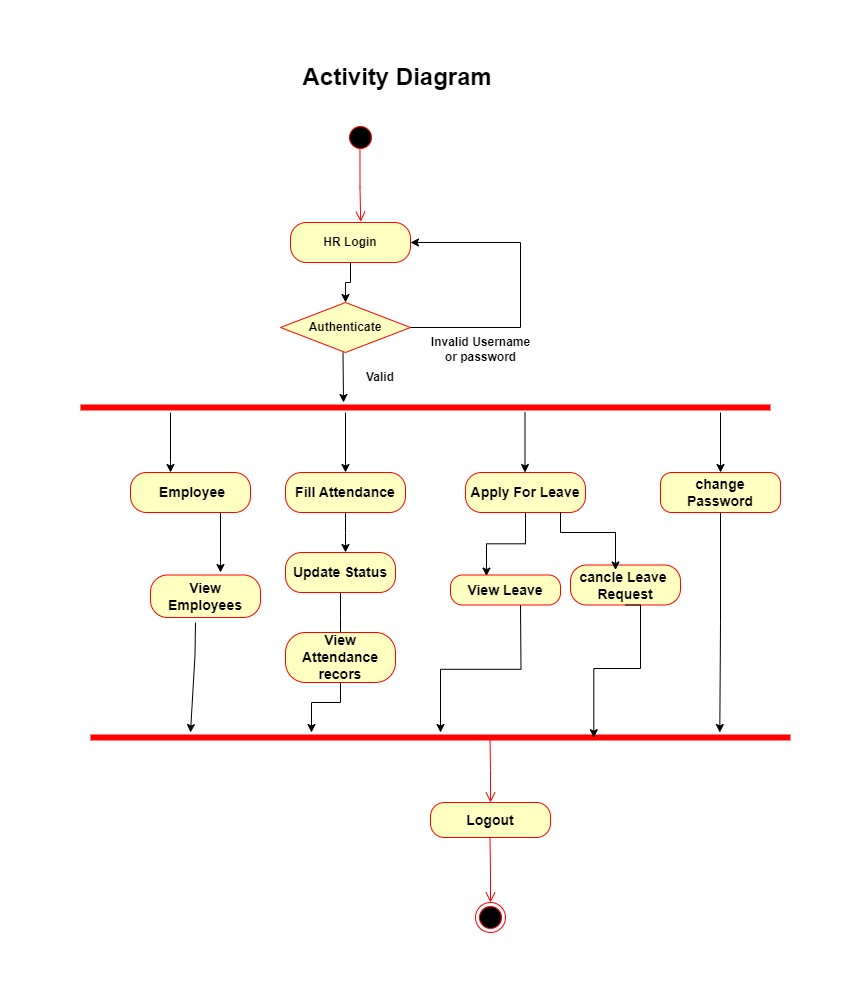 Activity Diagram
HR Login
Authenticate
Invalid Username
or password
Valid
Employee
Fill Attendance
Apply For Leave
change
Password
Update Status
View
Employees
View Leave
cancle Leave
Request
View
Attendance
recors
Logout